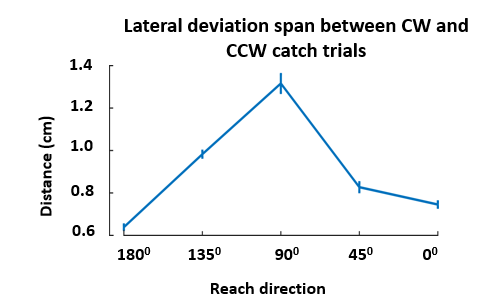 Lateral deviation span between CW and
CCW catch trials
1.4
1.2
1.0
0.8
0.6
Distance (cm)
180⁰ 135⁰ 90⁰ 45⁰ 0⁰
Reach direction